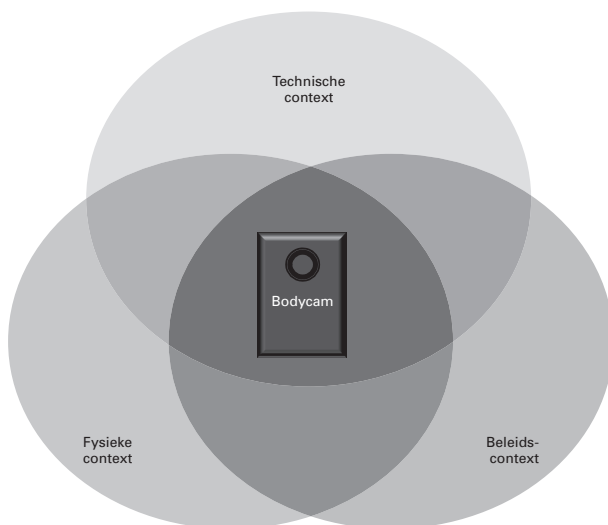 Technische
context
Bodycam
Fysieke
context
Beleids-
context